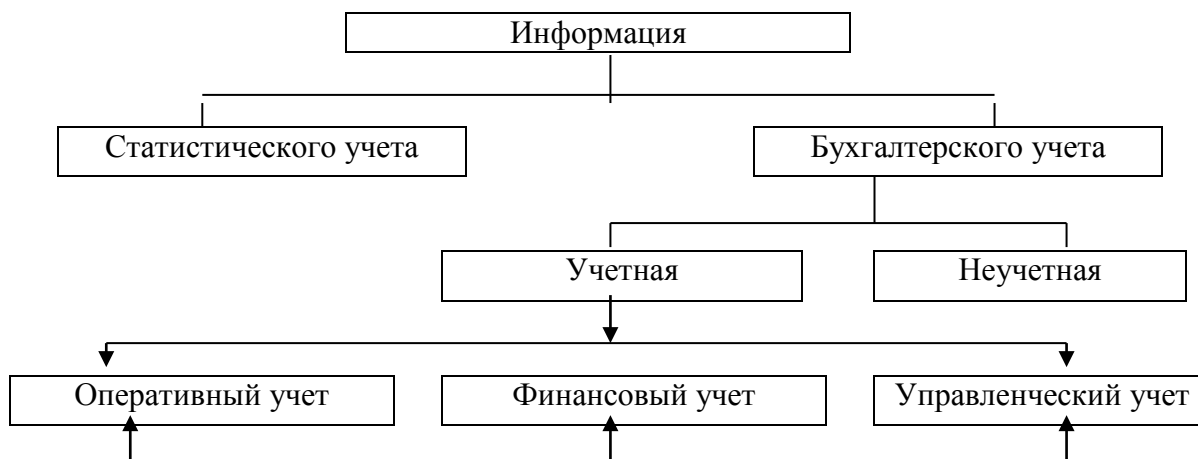 Информация
Статистического учета
Бухгалтерского учета
Учетная
Неучетная
Оперативный учет
Финансовый учет
Управленческий учет